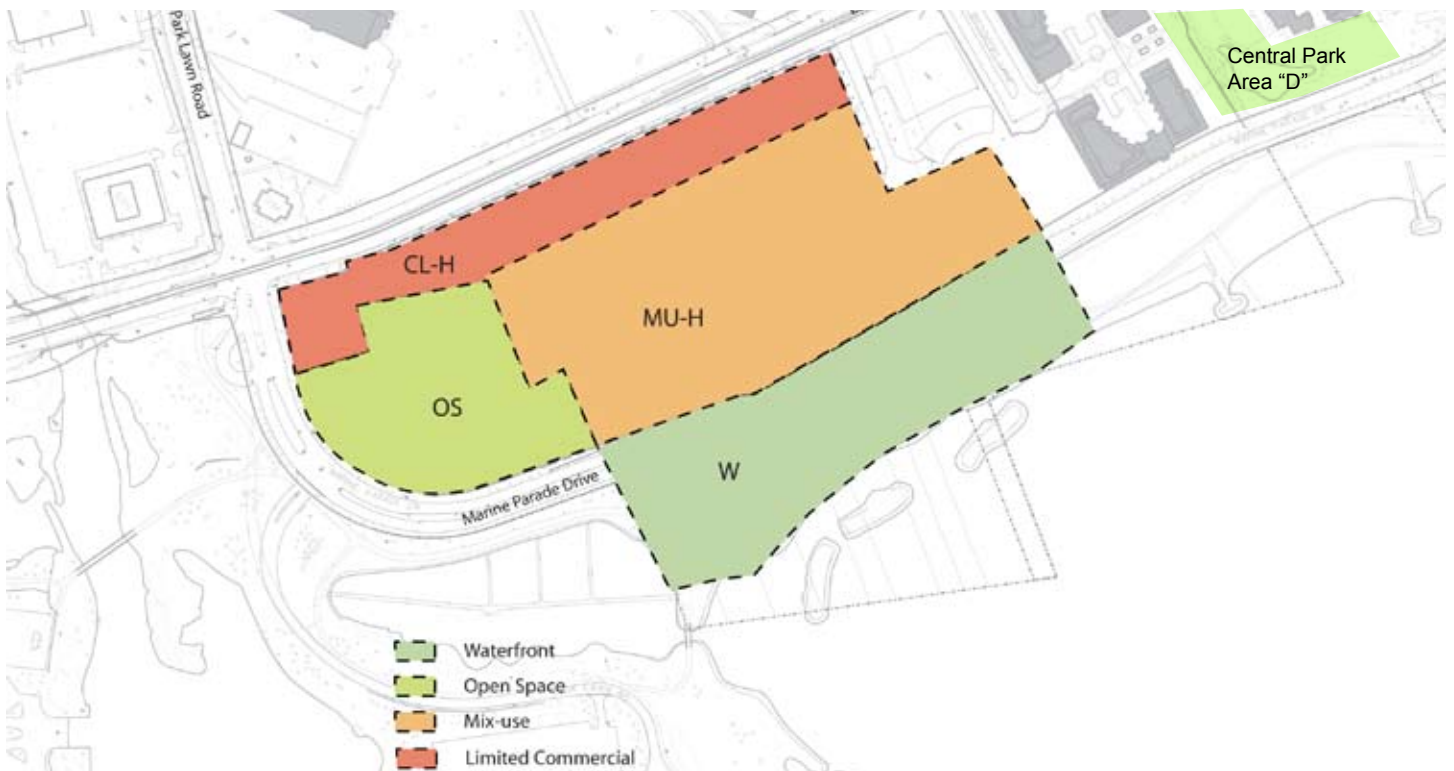 Park Lawn Road
Central Park
Area “D”
CL-H
MU-H
OS
W
Marine Parade Drive
Waterfront
Open Space
Mix-use
Limited Commercial